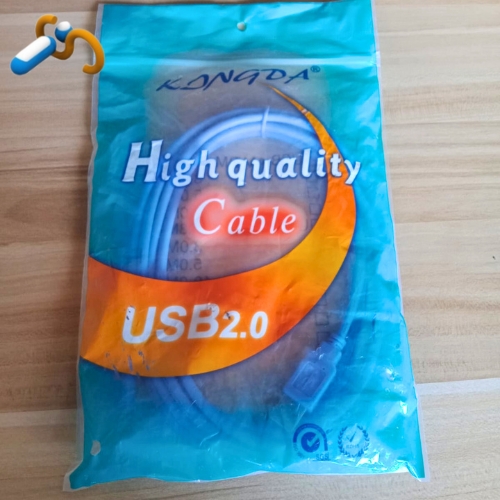 KONGDA®
High quality
Cable
USB2.0